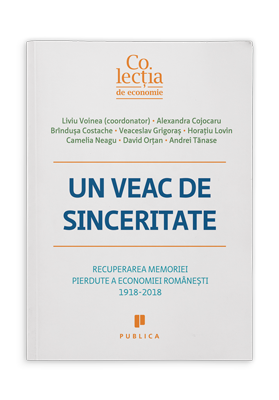 Co.
lecția
de economie
Liviu Voinea (coordonator) • Alexandra Cojocaru
Brîndușa Costache • Veaceslav Grigoraș • Horațiu Lovin
Camelia Neagu • David Orțan • Andrei Tănase
UN VEAC DE
SINCERITATE
RECUPERAREA MEMORIEI
PIERDUTE A ECONOMIEI ROMÂNEȘTI
1918-2018
PUBLICA